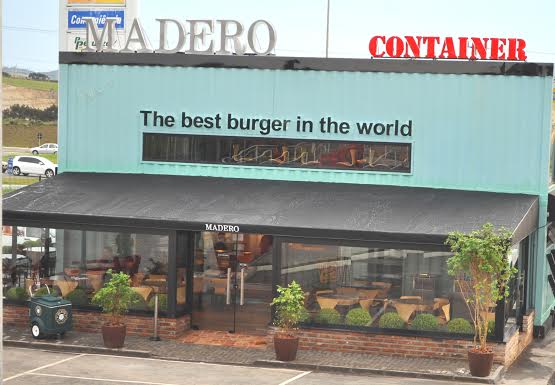 MADERO
CONTAINER
The best burger in the world
MADERO